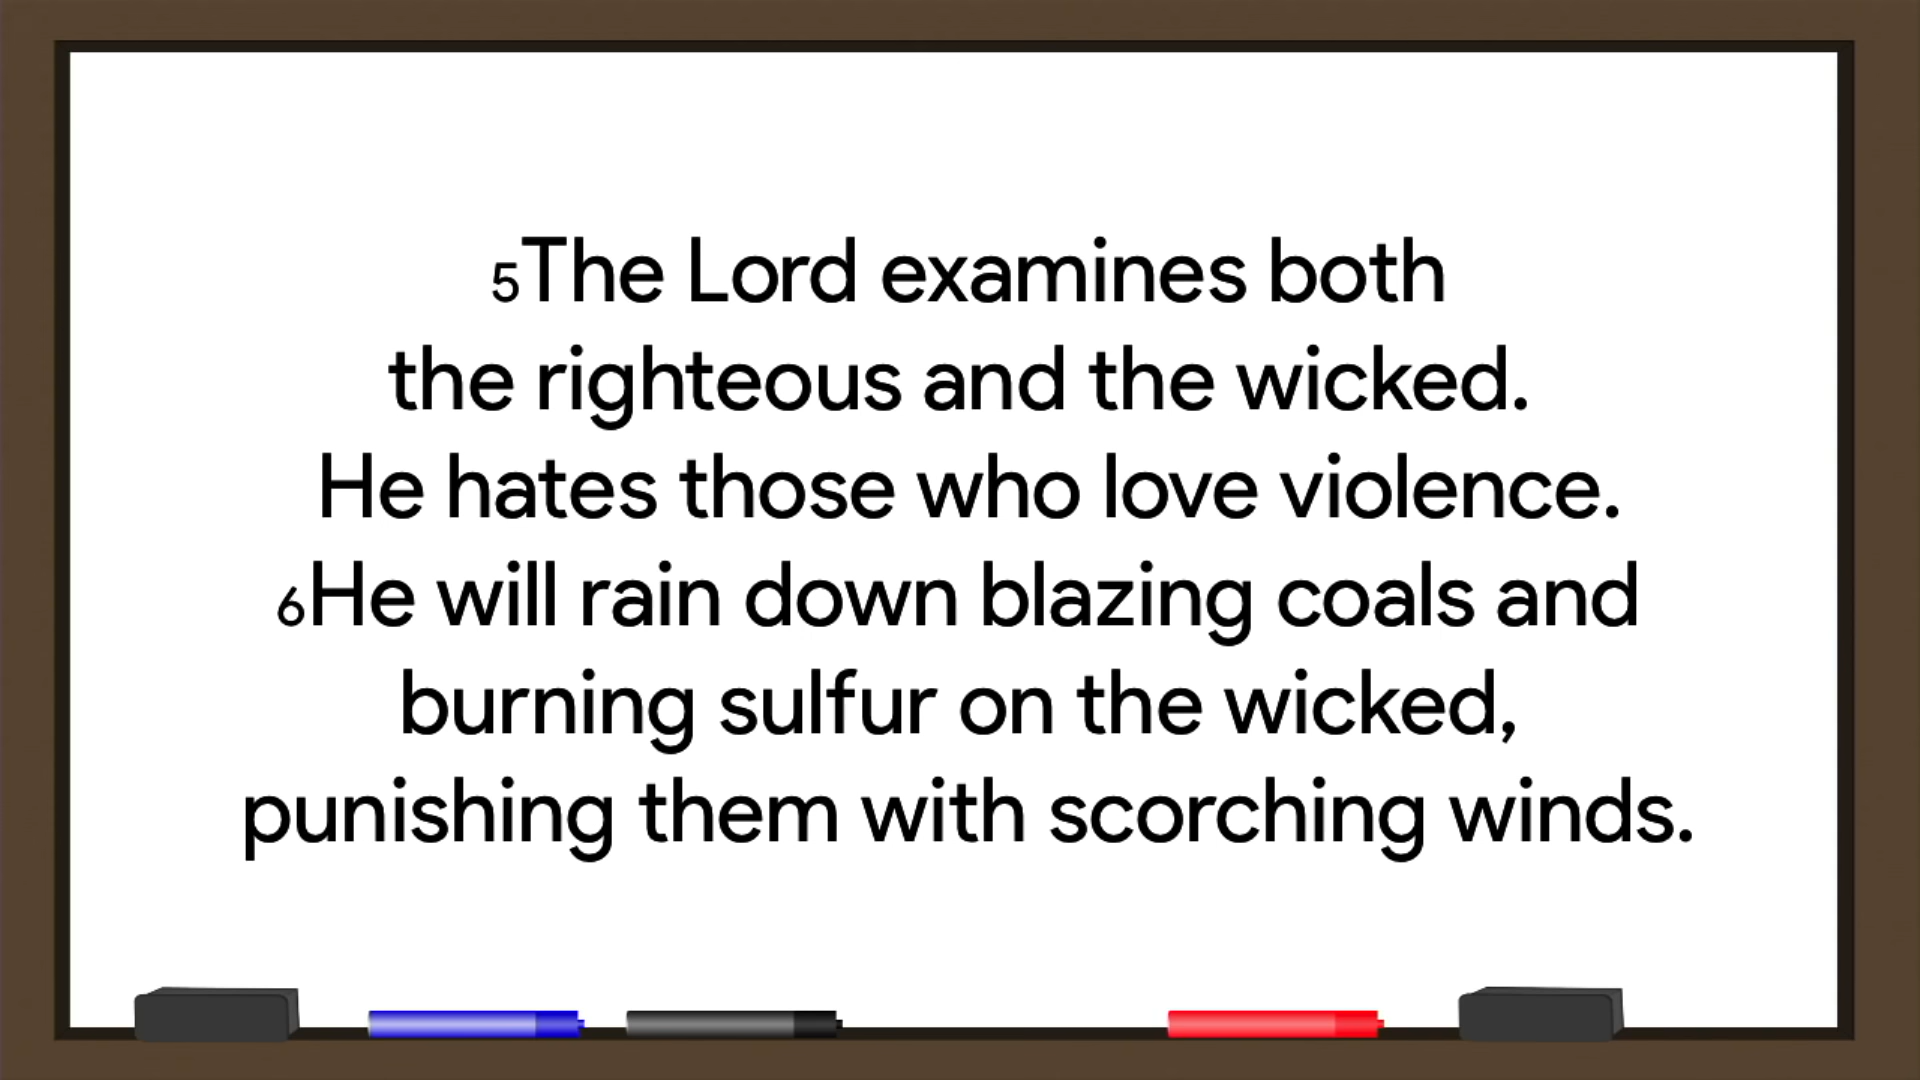 5The Lord examines both
the righteous and the wicked.
He hates those who love violence.
6He will rain down blazing coals and
burning sulfur on the wicked,
punishing them with scorching winds.